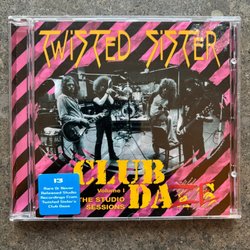 TWISTED SISTER
CLUB
Volume I
DAZE
THE STUDIO
SESSIONS
13
Rare Or Never
Released Studio
Recordings From
Twisted Sister's
Club Daze